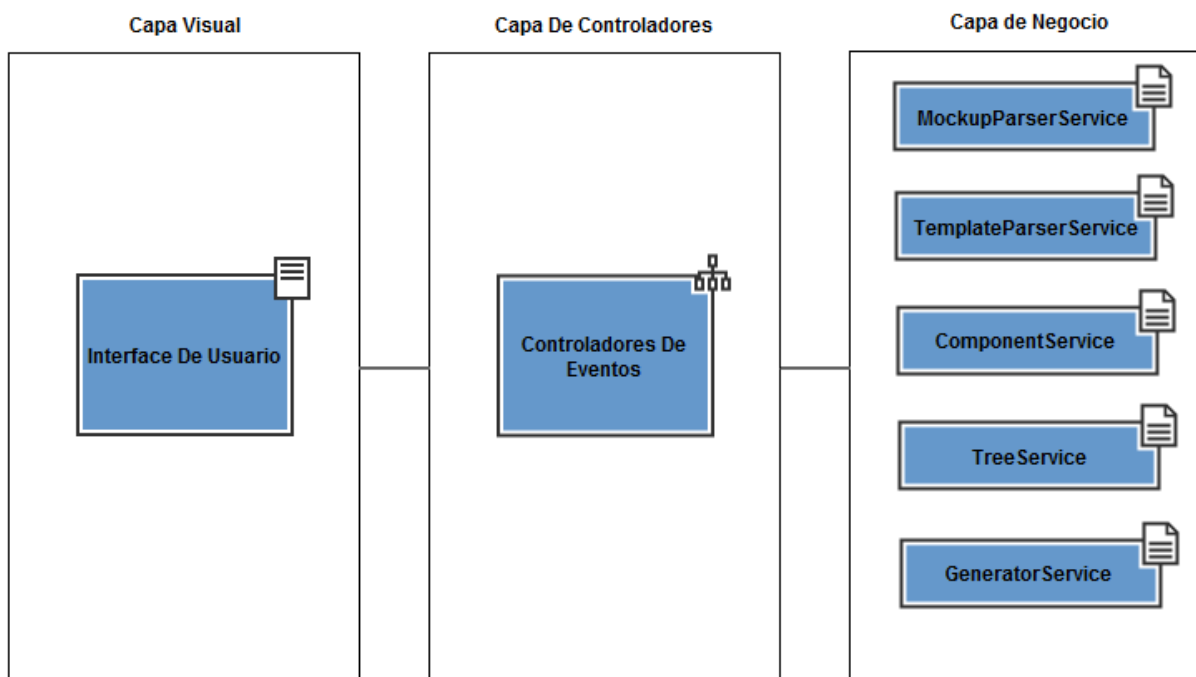 Capa Visual
Capa De Controladores
Capa de Negocio
Interface De Usuario
Controladores De
Eventos
MockupParserService
TemplateParserService
ComponentService
TreeService
GeneratorService